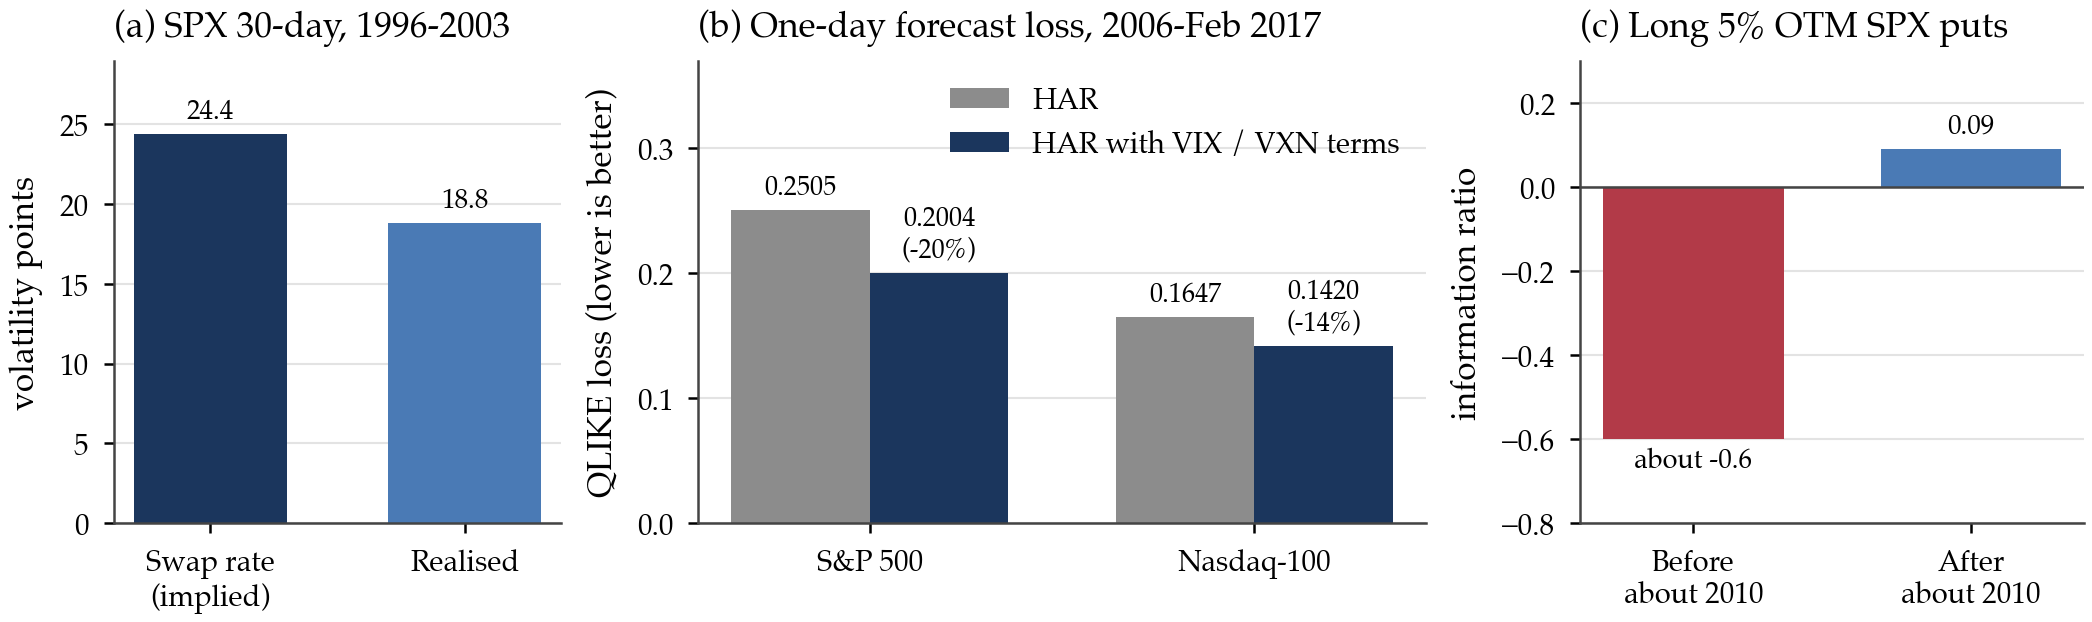 (a) SPX 30-day, 1996-2003
volatility points
25
20
15
10
5
0
24.4
18.8
Swap rate
(implied)
Realised
(b) One-day forecast loss, 2006-Feb 2017
QLIKE loss (lower is better)
0.3
0.2
0.1
0.0
HAR
HAR with VIX / VXN terms
0.2505
0.2004
(-20%)
0.1647
0.1420
(-14%)
S&P 500
Nasdaq-100
(c) Long 5% OTM SPX puts
information ratio
0.2
0.0
−0.2
−0.4
−0.6
−0.8
0.09
about -0.6
Before
about 2010
After
about 2010